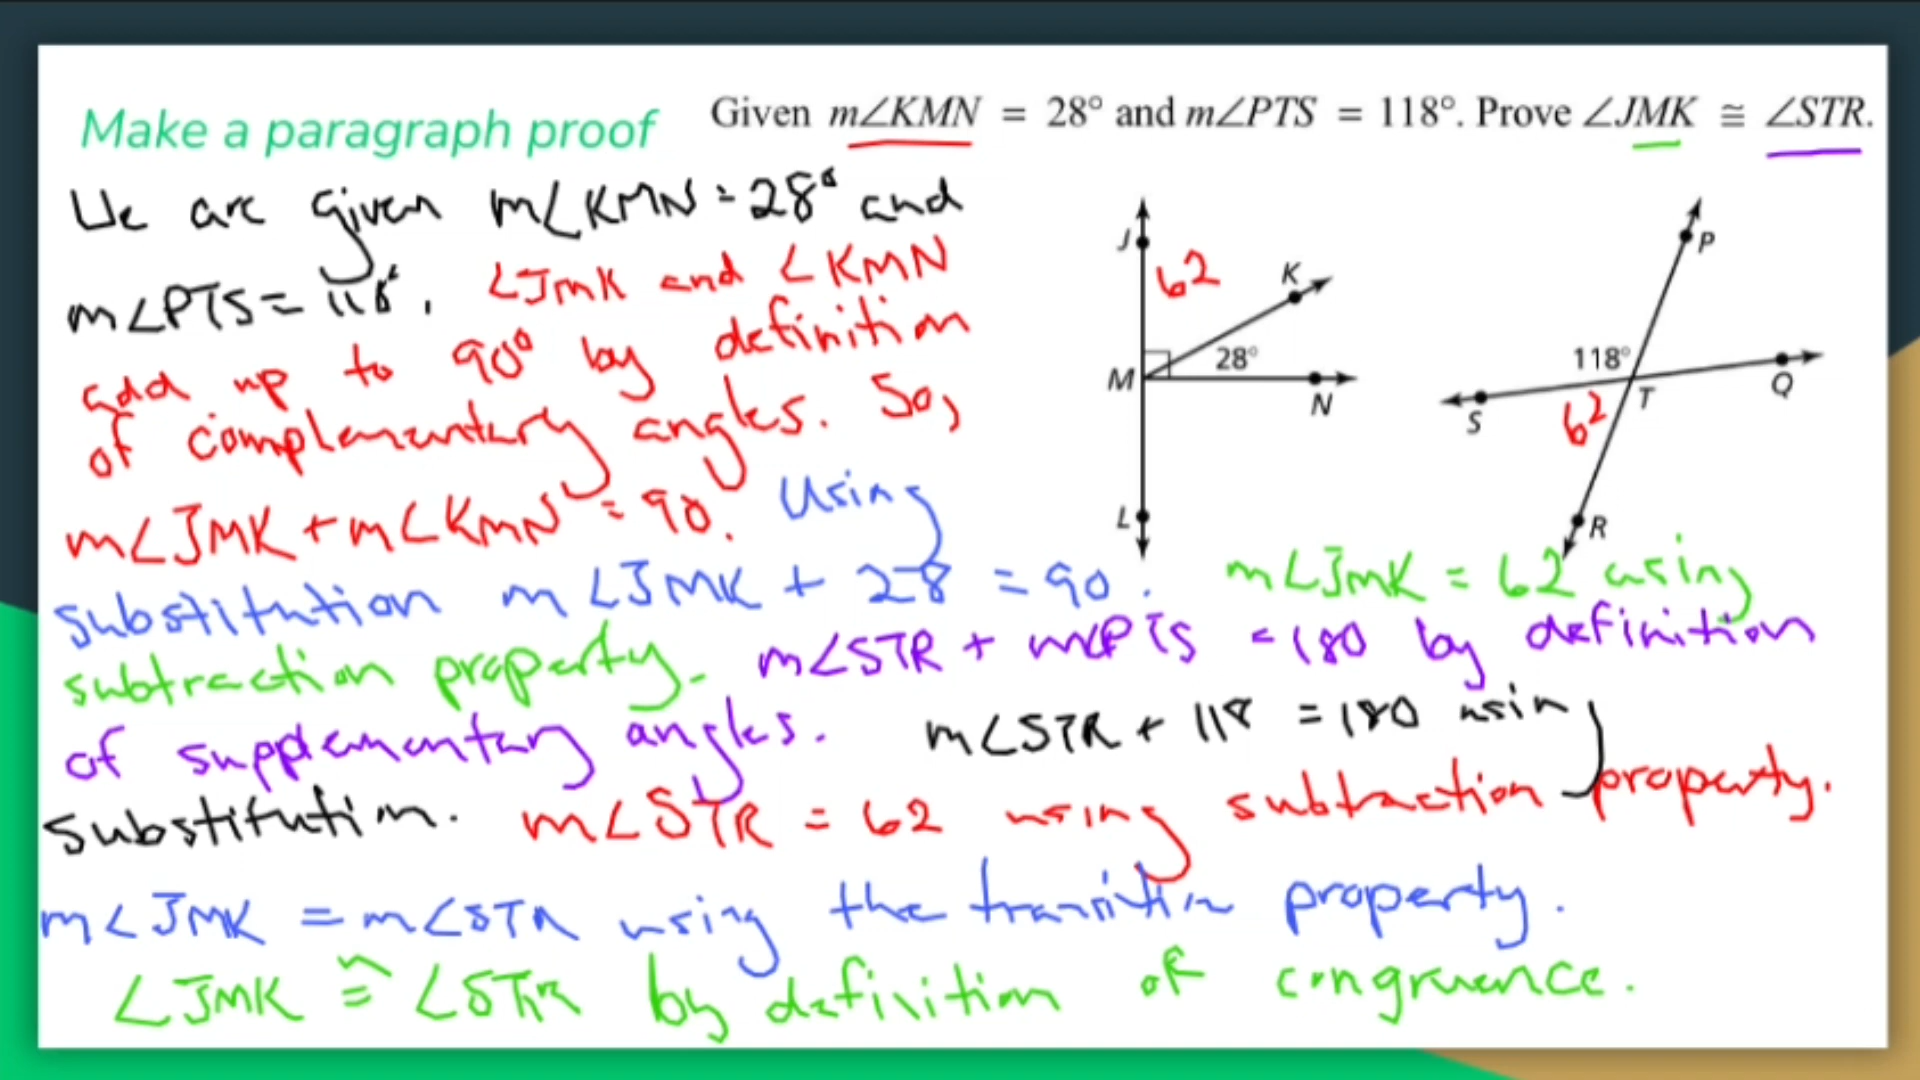 Make a paragraph proof
Given m∠KMN = 28° and m∠PTS = 118°. Prove ∠JMK ≅ ∠STR.
We are given m∠KMN = 28° and
m∠PTS = 118°. ∠JMK and ∠KMN
add up to 90° by definition
of complementary angles. So,
m∠JMK + m∠KMN = 90. Using
substitution m∠JMK + 28 = 90. m∠JMK = 62 using
subtraction property. m∠STR + m∠PTS = 180 by definition
of supplementary angles. m∠STR + 118 = 180 using
substitution. m∠STR = 62 using subtraction property.
m∠JMK = m∠STR using the transitive property.
∠JMK ≅ ∠STR by definition of congruence.
J
62
K
28°
M
N
L
P
118°
T
Q
S
62
R